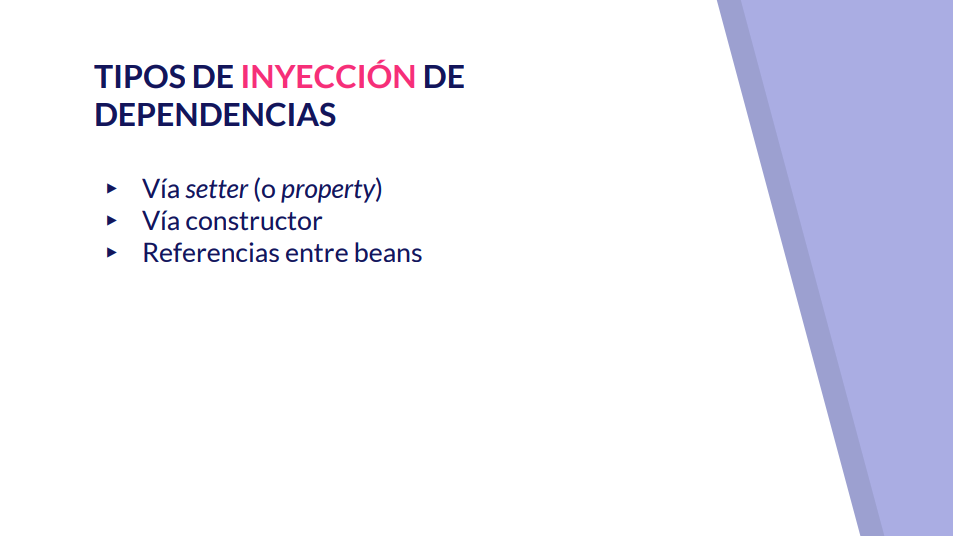 TIPOS DE INYECCIÓN DE
DEPENDENCIAS
▸ Vía setter (o property)
▸ Vía constructor
▸ Referencias entre beans